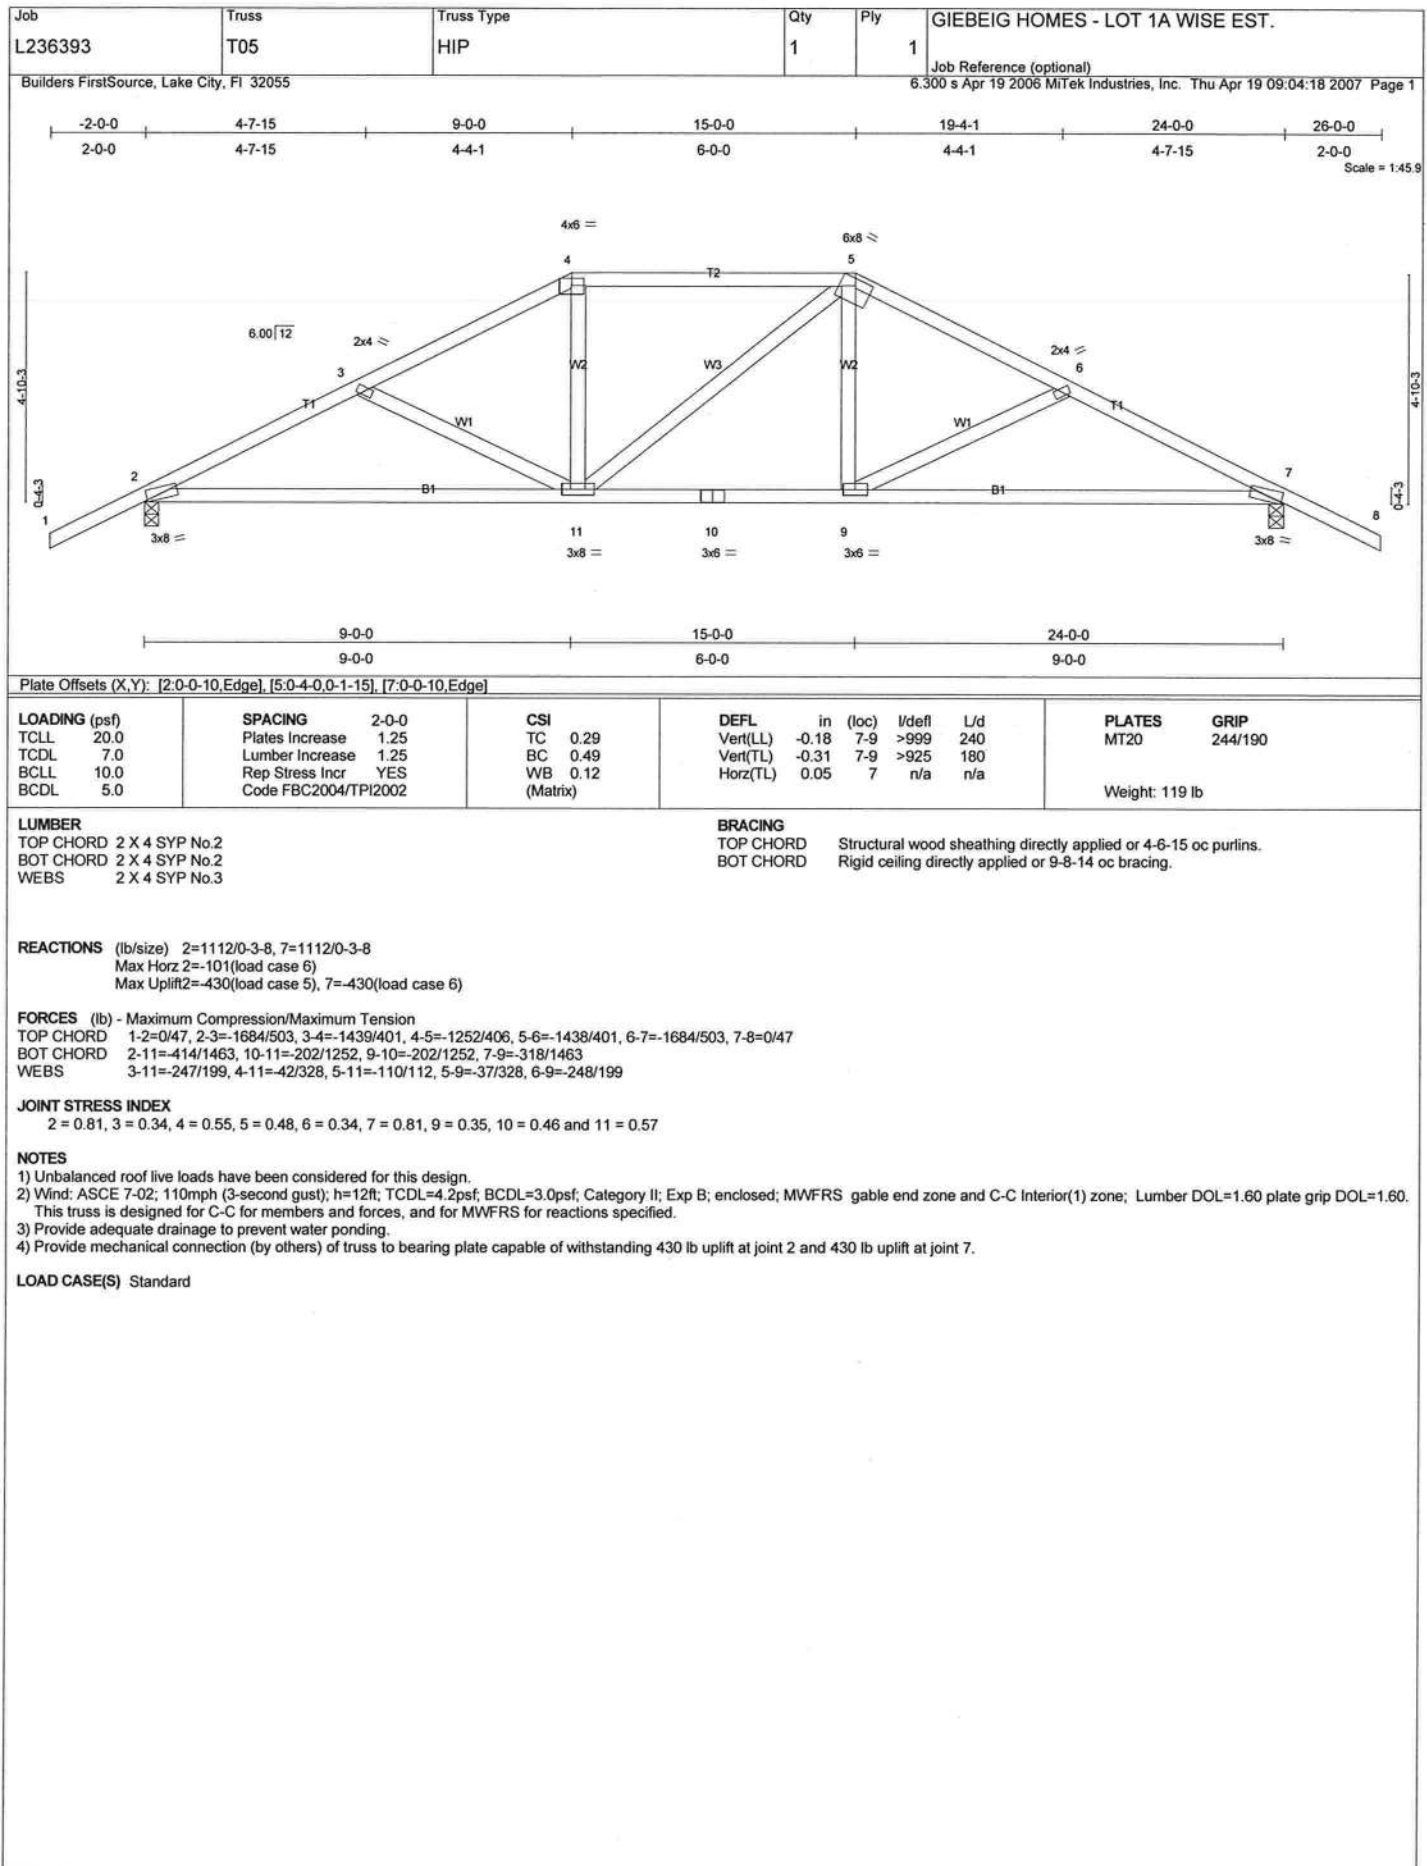 Job Truss Truss Type Qty Ply GIEBEIG HOMES - LOT 1A WISE EST.
L236393 T05 HIP 1 1
Job Reference (optional)
Builders FirstSource, Lake City, Fl 32055 6.300 s Apr 19 2006 MiTek Industries, Inc. Thu Apr 19 09:04:18 2007 Page 1
-2-0-0 4-7-15 9-0-0 15-0-0 19-4-1 24-0-0 26-0-0
2-0-0 4-7-15 4-4-1 6-0-0 4-4-1 4-7-15 2-0-0
Scale = 1:45.9
4x6 =
6x8
4 5
T2
6.00 12
2x4 2x4
3 6
W2 W3 W2
4-10-3 4-10-3
T1 T1
W1 W1
2 7
B1 B1
0-4-3 0-4-3
1 8
3x8 = 11 10 9 3x8 =
3x8 = 3x6 = 3x6 =
9-0-0 15-0-0 24-0-0
9-0-0 6-0-0 9-0-0
Plate Offsets (X,Y): [2:0-0-10,Edge], [5:0-4-0,0-1-15], [7:0-0-10,Edge]
LOADING (psf) SPACING 2-0-0 CSI DEFL in (loc) l/defl L/d PLATES GRIP
TCLL 20.0 Plates Increase 1.25 TC 0.29 Vert(LL) -0.18 7-9 >999 240 MT20 244/190
TCDL 7.0 Lumber Increase 1.25 BC 0.49 Vert(TL) -0.31 7-9 >925 180
BCLL 10.0 Rep Stress Incr YES WB 0.12 Horz(TL) 0.05 7 n/a n/a
BCDL 5.0 Code FBC2004/TPI2002 (Matrix) Weight: 119 lb
LUMBER BRACING
TOP CHORD 2 X 4 SYP No.2 TOP CHORD Structural wood sheathing directly applied or 4-6-15 oc purlins.
BOT CHORD 2 X 4 SYP No.2 BOT CHORD Rigid ceiling directly applied or 9-8-14 oc bracing.
WEBS 2 X 4 SYP No.3
REACTIONS (lb/size) 2=1112/0-3-8, 7=1112/0-3-8
Max Horz 2=-101(load case 6)
Max Uplift2=-430(load case 5), 7=-430(load case 6)
FORCES (lb) - Maximum Compression/Maximum Tension
TOP CHORD 1-2=0/47, 2-3=-1684/503, 3-4=-1439/401, 4-5=-1252/406, 5-6=-1438/401, 6-7=-1684/503, 7-8=0/47
BOT CHORD 2-11=-414/1463, 10-11=-202/1252, 9-10=-202/1252, 7-9=-318/1463
WEBS 3-11=-247/199, 4-11=-42/328, 5-11=-110/112, 5-9=-37/328, 6-9=-248/199
JOINT STRESS INDEX
2 = 0.81, 3 = 0.34, 4 = 0.55, 5 = 0.48, 6 = 0.34, 7 = 0.81, 9 = 0.35, 10 = 0.46 and 11 = 0.57
NOTES
1) Unbalanced roof live loads have been considered for this design.
2) Wind: ASCE 7-02; 110mph (3-second gust); h=12ft; TCDL=4.2psf; BCDL=3.0psf; Category II; Exp B; enclosed; MWFRS gable end zone and C-C Interior(1) zone; Lumber DOL=1.60 plate grip DOL=1.60.
This truss is designed for C-C for members and forces, and for MWFRS for reactions specified.
3) Provide adequate drainage to prevent water ponding.
4) Provide mechanical connection (by others) of truss to bearing plate capable of withstanding 430 lb uplift at joint 2 and 430 lb uplift at joint 7.
LOAD CASE(S) Standard